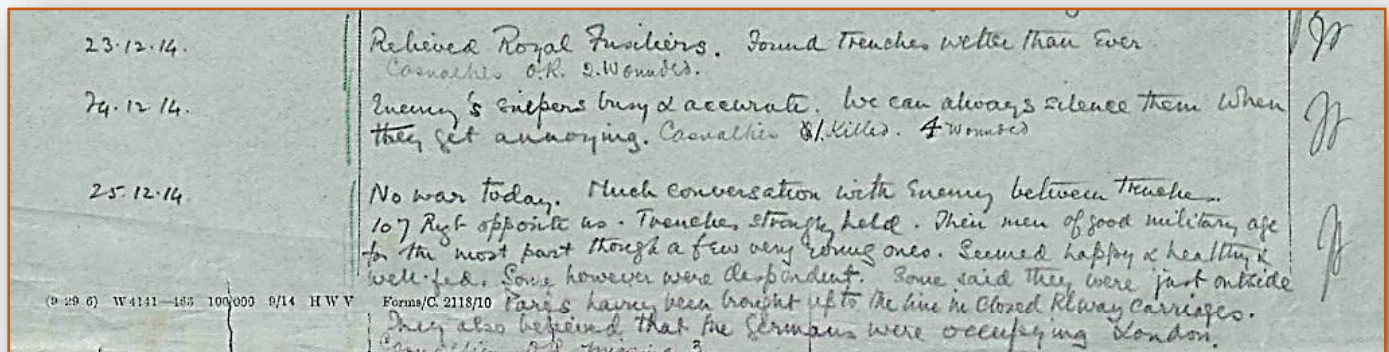 23.12.14. Relieved Royal Fusiliers. Found trenches wetter than Ever
Casualties O.R. 2. Wounded.
24.12.14. Enemy's snipers busy & accurate. We can always silence them when
they get annoying. Casualties 1. Killed. 4 Wounded
25.12.14 No war today. Much conversation with Enemy between Trenches.
107 Regt opposite us. Trenches strongly held. Their men of good military age
for the most part though a few very young ones. Seemed happy & healthy &
well-fed. Some however were despondent. Some said they were just outside
(9 29 6) W 4141—463 100,000 9/14 H W V Forms/C. 2118/10 Paris having been brought up to the line in Closed Rlway Carriages.
They also believed that the Germans were occupying London.
Casualties O.R. Missing 3